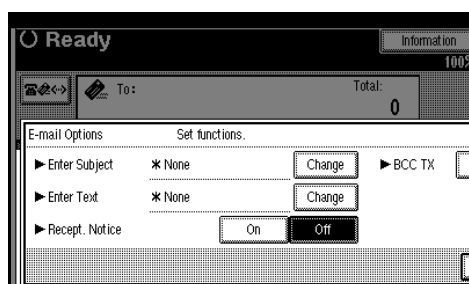 Ready
Information
100%
To:
Total:
0
E-mail Options Set functions.
► Enter Subject * None Change ► BCC TX
► Enter Text * None Change
► Recept. Notice On Off